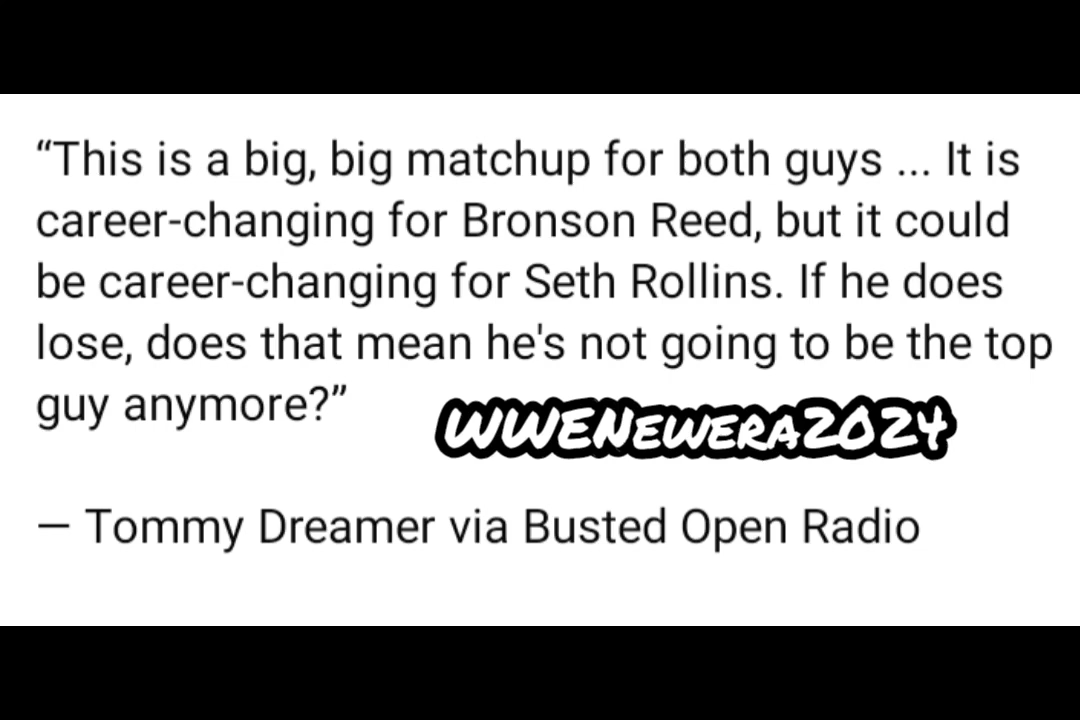 “This is a big, big matchup for both guys ... It is
career-changing for Bronson Reed, but it could
be career-changing for Seth Rollins. If he does
lose, does that mean he's not going to be the top
guy anymore?”
WWENewera2024
— Tommy Dreamer via Busted Open Radio